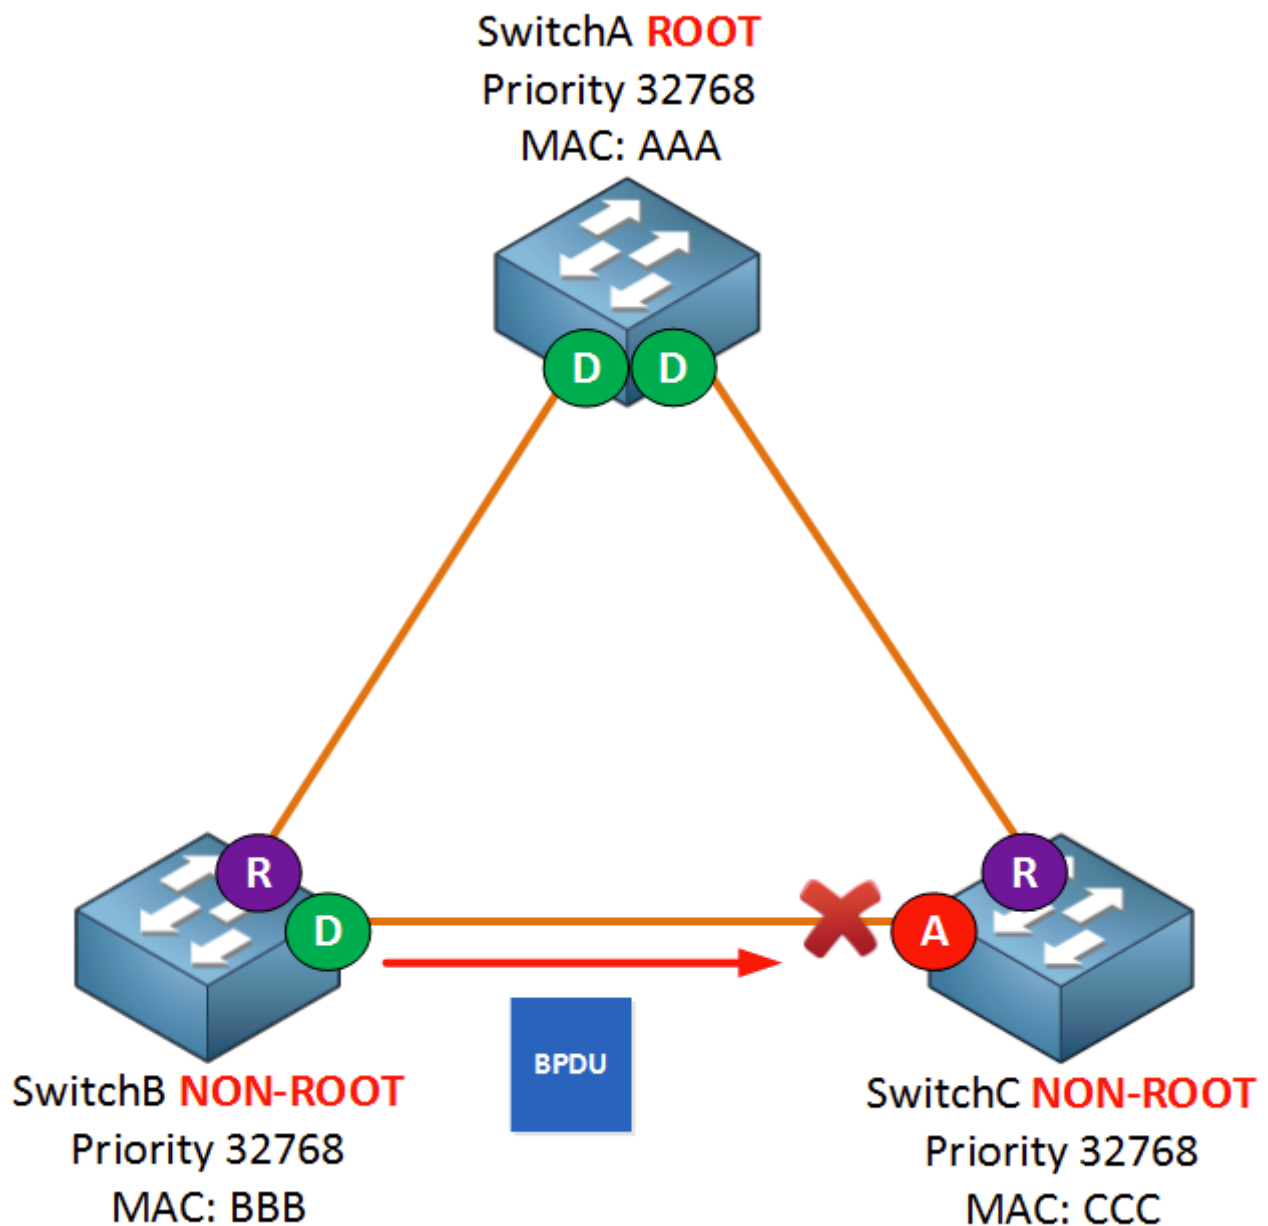 SwitchA ROOT
Priority 32768
MAC: AAA
D D
R
R
D
A
BPDU
SwitchB NON-ROOT
Priority 32768
MAC: BBB
SwitchC NON-ROOT
Priority 32768
MAC: CCC